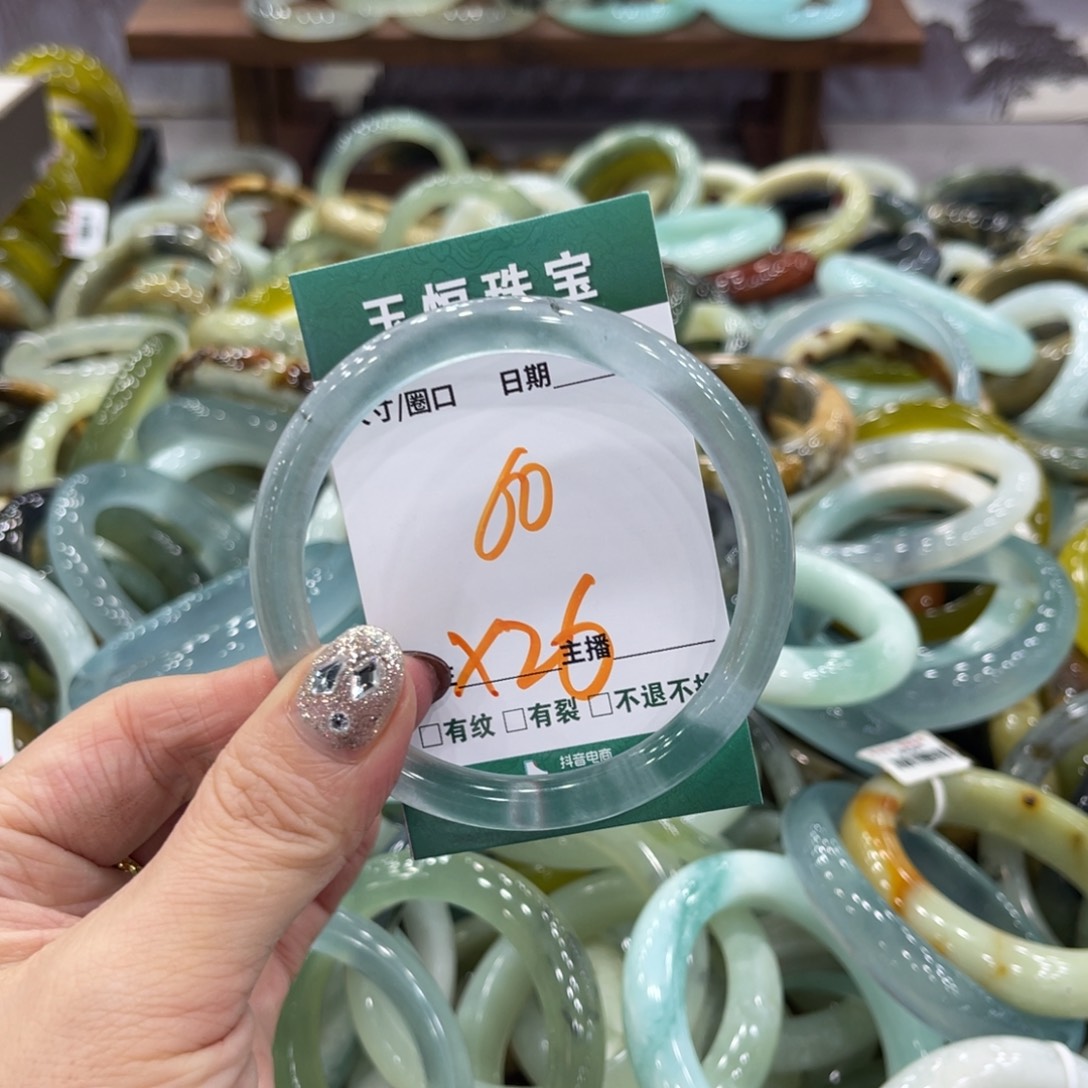 玉恒珠宝
寸/圈口 日期
60
X26 主播
□有纹 □有裂 □不退不
抖音电商